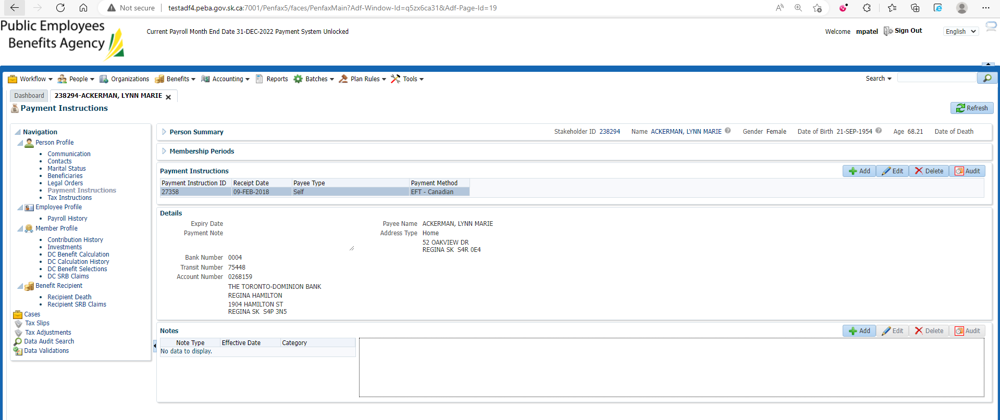 Not secure | testadf4.peba.gov.sk.ca:7001/Penfax5/faces/PenfaxMain?Adf-Window-Id=q5zx6ca31&Adf-Page-Id=19
Public Employees
Benefits Agency
Current Payroll Month End Date 31-DEC-2022 Payment System Unlocked
Welcome mpatel Sign Out English
Workflow People Organizations Benefits Accounting Reports Batches Plan Rules Tools Search
Dashboard 238294-ACKERMAN, LYNN MARIE
Payment Instructions
Refresh
Navigation
Person Profile
Communication
Contacts
Marital Status
Beneficiaries
Legal Orders
Payment Instructions
Tax Instructions
Employee Profile
Payroll History
Member Profile
Contribution History
Investments
DC Benefit Calculation
DC Calculation History
DC Benefit Selections
DC SRB Claims
Benefit Recipient
Recipient Death
Recipient SRB Claims
Cases
Tax Slips
Tax Adjustments
Data Audit Search
Data Validations
Person Summary Stakeholder ID 238294 Name ACKERMAN, LYNN MARIE Gender Female Date of Birth 21-SEP-1954 Age 68.21 Date of Death
Membership Periods
Payment Instructions Add Edit Delete Audit
Payment Instruction ID Receipt Date Payee Type Payment Method
27358 09-FEB-2018 Self EFT - Canadian
Details
Expiry Date Payee Name ACKERMAN, LYNN MARIE
Payment Note Address Type Home
52 OAKVIEW DR
REGINA SK S4R 0E4
Bank Number 0004
Transit Number 75448
Account Number 0268159
THE TORONTO-DOMINION BANK
REGINA HAMILTON
1904 HAMILTON ST
REGINA SK S4P 3N5
Notes Add Edit Delete Audit
Note Type Effective Date Category
No data to display.